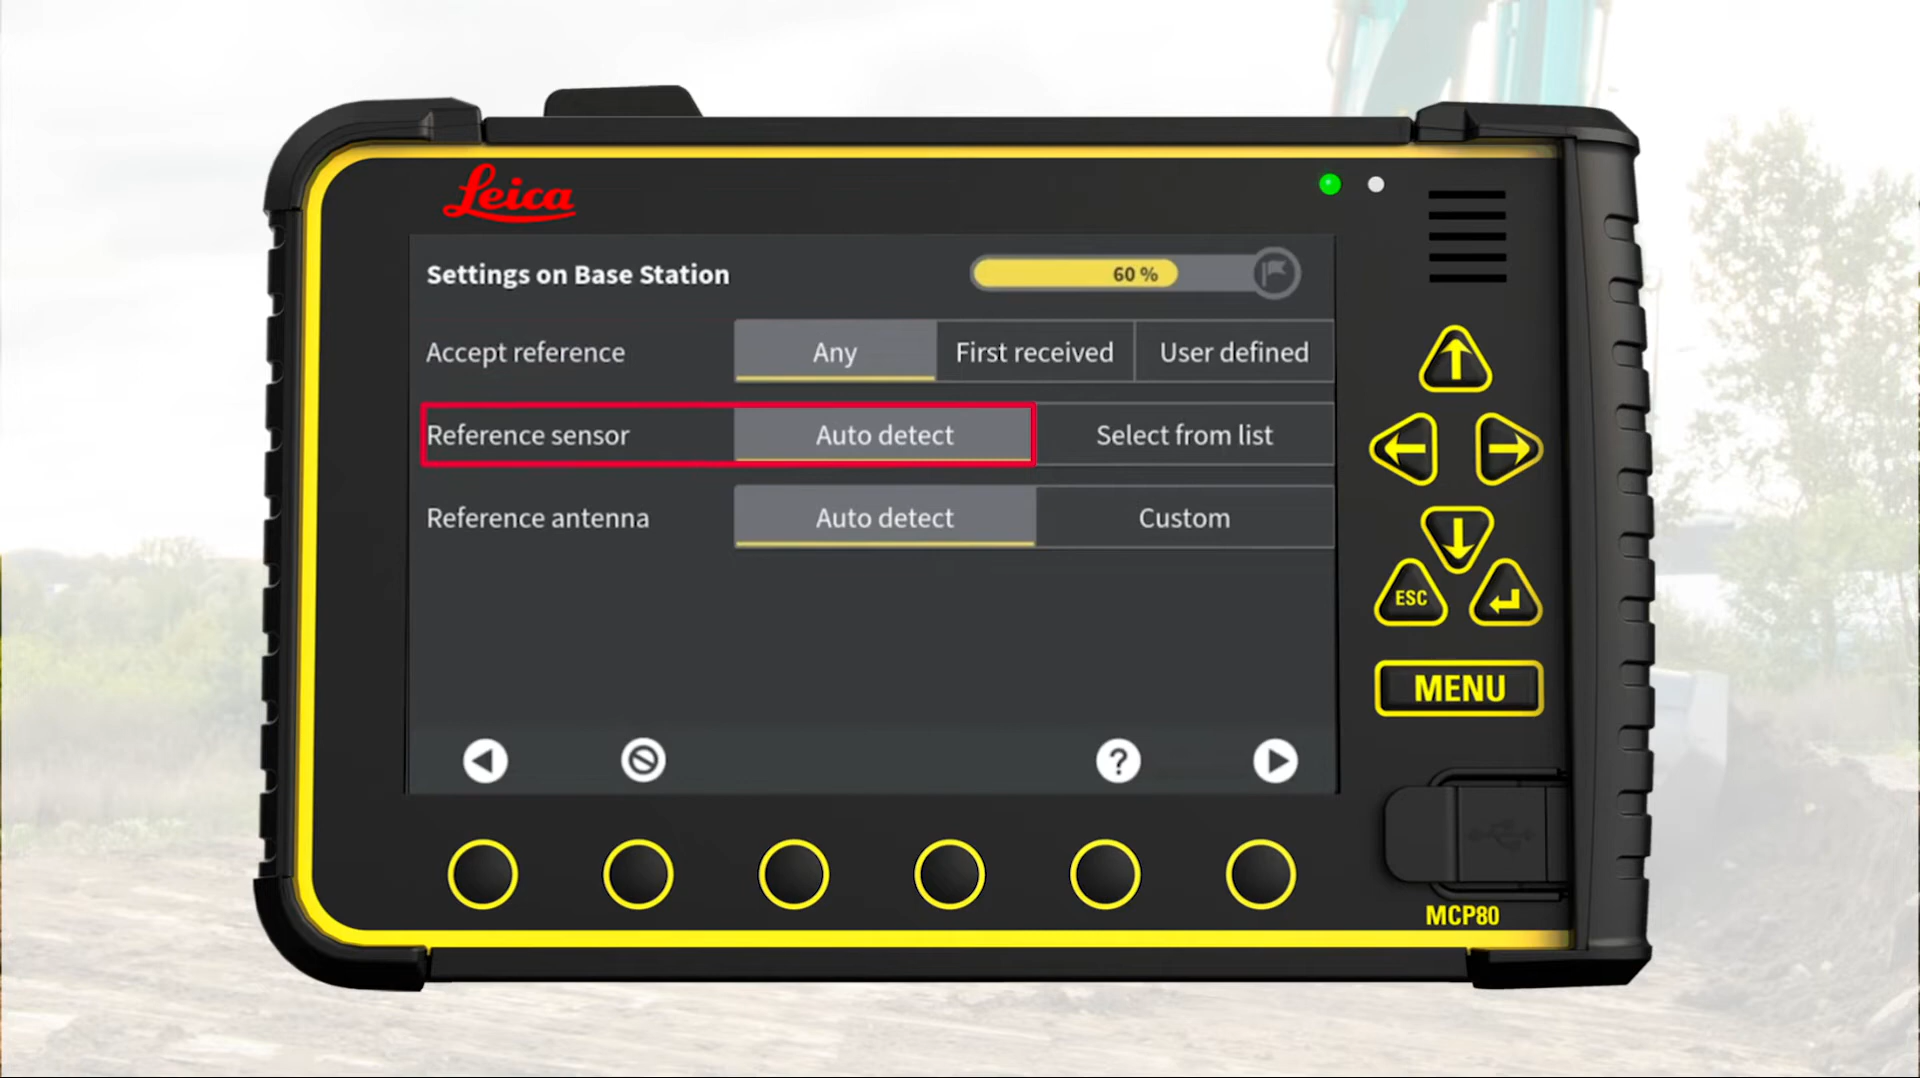 Leica
Settings on Base Station
60 %
Accept reference
Any
First received
User defined
Reference sensor
Auto detect
Select from list
Reference antenna
Auto detect
Custom
?
ESC
MENU
MCP80